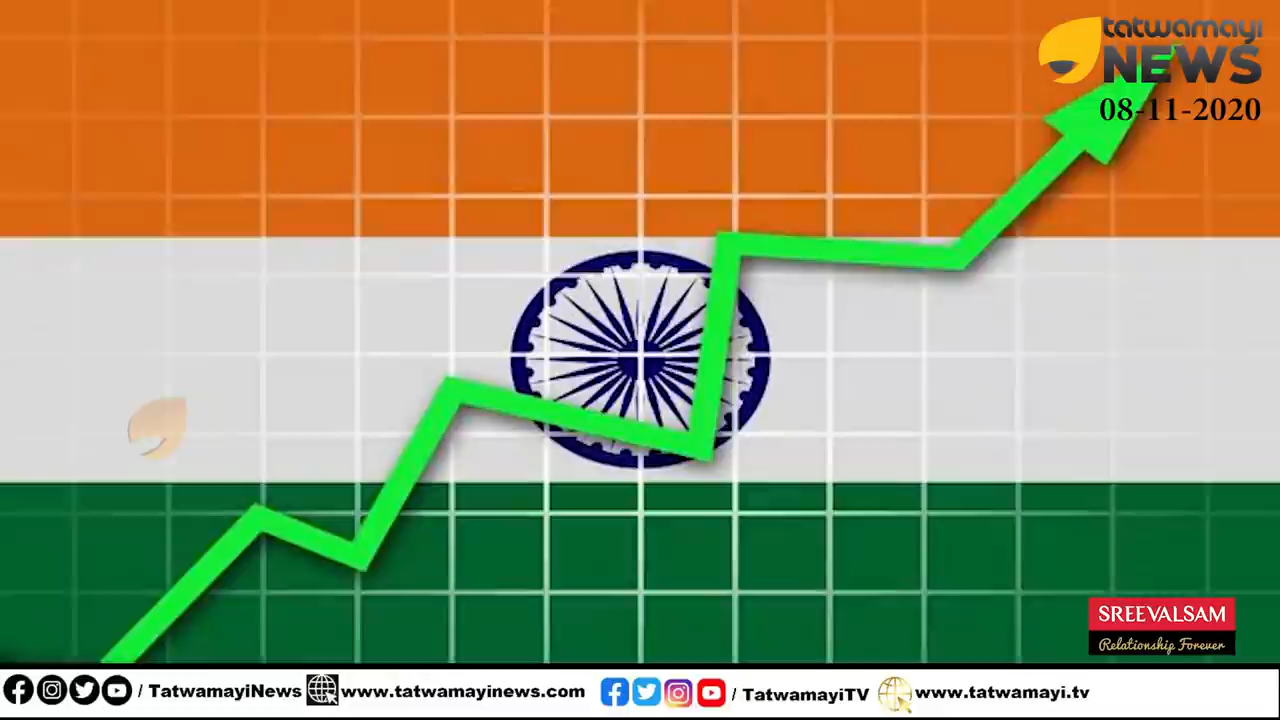 tatwamayi
NEWS
08-11-2020
SREEVALSAM
Relationship Forever
/ TatwamayiNews www.tatwamayinews.com / TatwamayiTV www.tatwamayi.tv